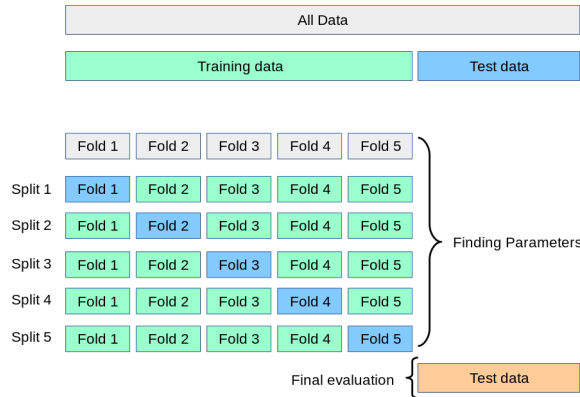 All Data
Training data Test data
Fold 1 Fold 2 Fold 3 Fold 4 Fold 5
Split 1 Fold 1 Fold 2 Fold 3 Fold 4 Fold 5
Split 2 Fold 1 Fold 2 Fold 3 Fold 4 Fold 5
Finding Parameters
Split 3 Fold 1 Fold 2 Fold 3 Fold 4 Fold 5
Split 4 Fold 1 Fold 2 Fold 3 Fold 4 Fold 5
Split 5 Fold 1 Fold 2 Fold 3 Fold 4 Fold 5
Final evaluation Test data